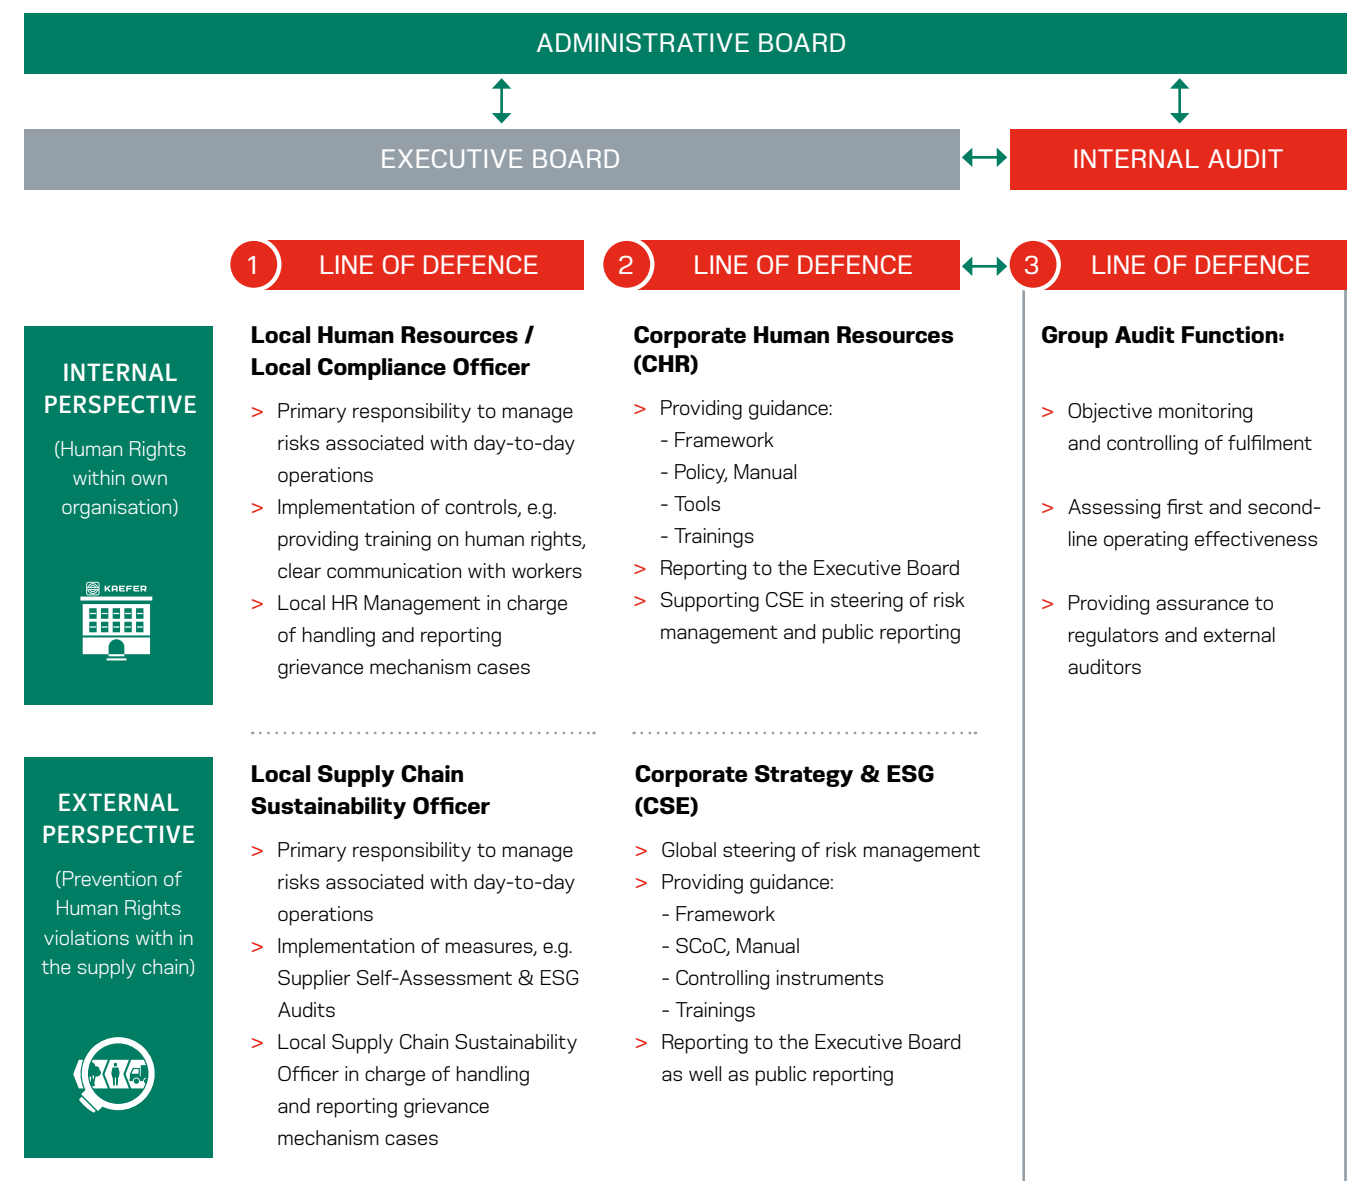 ADMINISTRATIVE BOARD
EXECUTIVE BOARD
INTERNAL AUDIT
1 LINE OF DEFENCE
2 LINE OF DEFENCE
3 LINE OF DEFENCE
INTERNAL
PERSPECTIVE
(Human Rights
within own
organisation)
KAEFER
Local Human Resources /
Local Compliance Officer
> Primary responsibility to manage
risks associated with day-to-day
operations
> Implementation of controls, e.g.
providing training on human rights,
clear communication with workers
> Local HR Management in charge
of handling and reporting
grievance mechanism cases
Corporate Human Resources
(CHR)
> Providing guidance:
- Framework
- Policy, Manual
- Tools
- Trainings
> Reporting to the Executive Board
> Supporting CSE in steering of risk
management and public reporting
Group Audit Function:
> Objective monitoring
and controlling of fulfilment
> Assessing first and second-
line operating effectiveness
> Providing assurance to
regulators and external
auditors
EXTERNAL
PERSPECTIVE
(Prevention of
Human Rights
violations with in
the supply chain)
Local Supply Chain
Sustainability Officer
> Primary responsibility to manage
risks associated with day-to-day
operations
> Implementation of measures, e.g.
Supplier Self-Assessment & ESG
Audits
> Local Supply Chain Sustainability
Officer in charge of handling
and reporting grievance
mechanism cases
Corporate Strategy & ESG
(CSE)
> Global steering of risk management
> Providing guidance:
- Framework
- SCoC, Manual
- Controlling instruments
- Trainings
> Reporting to the Executive Board
as well as public reporting